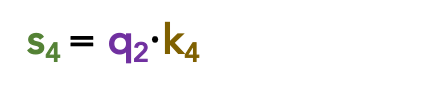 s₄ = q₂·k₄